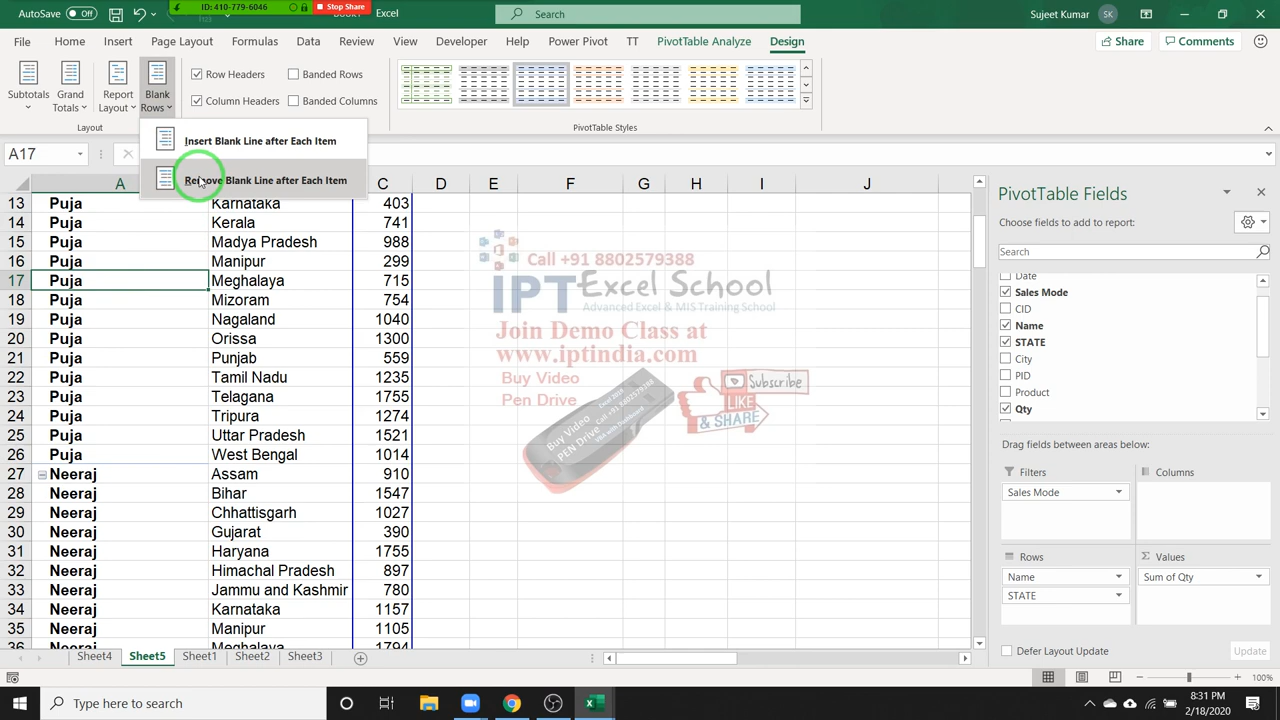 ID: 410-779-6046 Stop Share
AutoSave Off Book1 Excel Search Sujeet Kumar SK
File Home Insert Page Layout Formulas Data Review View Developer Help Power Pivot TT PivotTable Analyze Design Share Comments
Subtotals Grand Totals Report Layout Blank Rows
Row Headers Banded Rows
Column Headers Banded Columns
Layout PivotTable Styles
Insert Blank Line after Each Item
Remove Blank Line after Each Item
A17
A C D E F G H I J
13 Puja Karnataka 403
14 Puja Kerala 741
15 Puja Madya Pradesh 988
16 Puja Manipur 299
17 Puja Meghalaya 715
18 Puja Mizoram 754
19 Puja Nagaland 1040
20 Puja Orissa 1300
21 Puja Punjab 559
22 Puja Tamil Nadu 1235
23 Puja Telagana 1755
24 Puja Tripura 1274
25 Puja Uttar Pradesh 1521
26 Puja West Bengal 1014
27 Neeraj Assam 910
28 Neeraj Bihar 1547
29 Neeraj Chhattisgarh 1027
30 Neeraj Gujarat 390
31 Neeraj Haryana 1755
32 Neeraj Himachal Pradesh 897
33 Neeraj Jammu and Kashmir 780
34 Neeraj Karnataka 1157
35 Neeraj Manipur 1105
36 Neeraj Meghalaya 1794
Call +91 8802579388
IPT Excel School
Advanced Excel & MIS Training School
Join Demo Class at
www.iptindia.com
Buy Video
Pen Drive
Buy Video
PEN DRIVE
Call +91 8802579388
Subscribe
LIKE
& SHARE
PivotTable Fields
Choose fields to add to report:
Search
Date
Sales Mode
CID
Name
STATE
City
PID
Product
Qty
Drag fields between areas below:
Filters Columns
Sales Mode
Rows Values
Name Sum of Qty
STATE
Defer Layout Update Update
Sheet4 Sheet5 Sheet1 Sheet2 Sheet3
100%
Type here to search
8:31 PM
2/18/2020